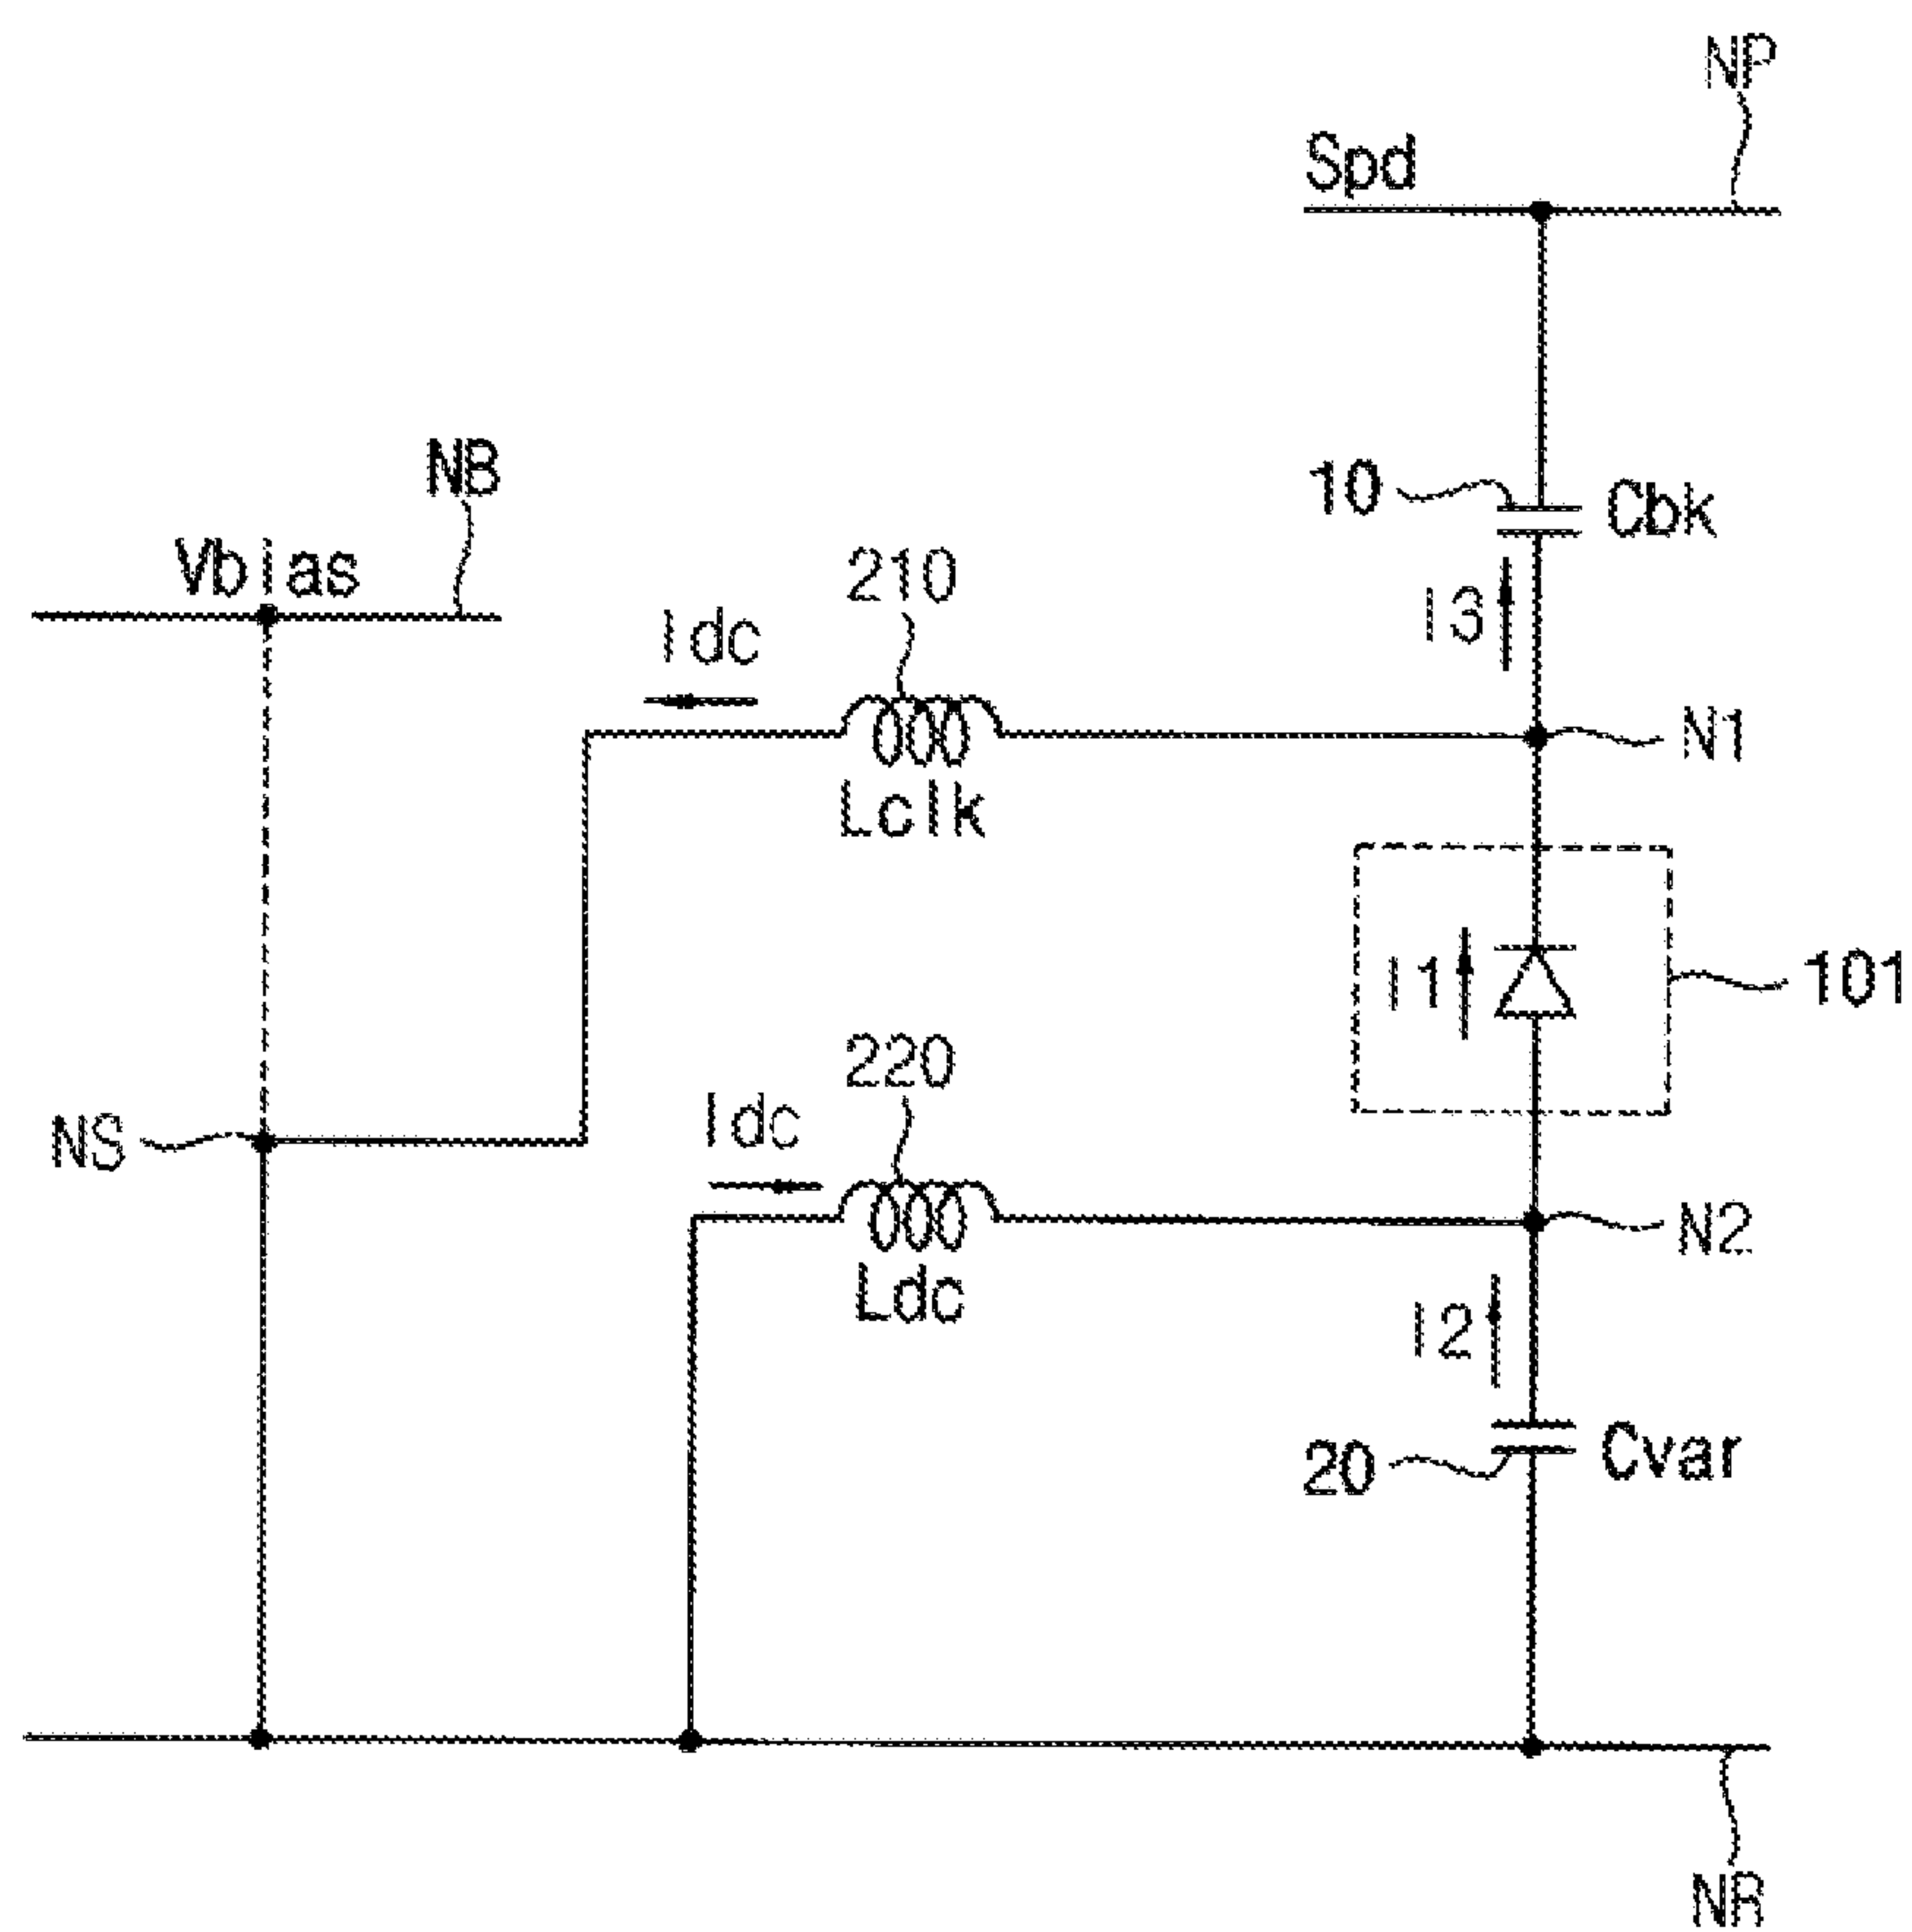 NP
Spd
NB
10
Cbk
Vbias
210
I3
Idc
N1
Lclk
I1
101
220
NS
Idc
N2
Ldc
I2
20
Cvar
NR